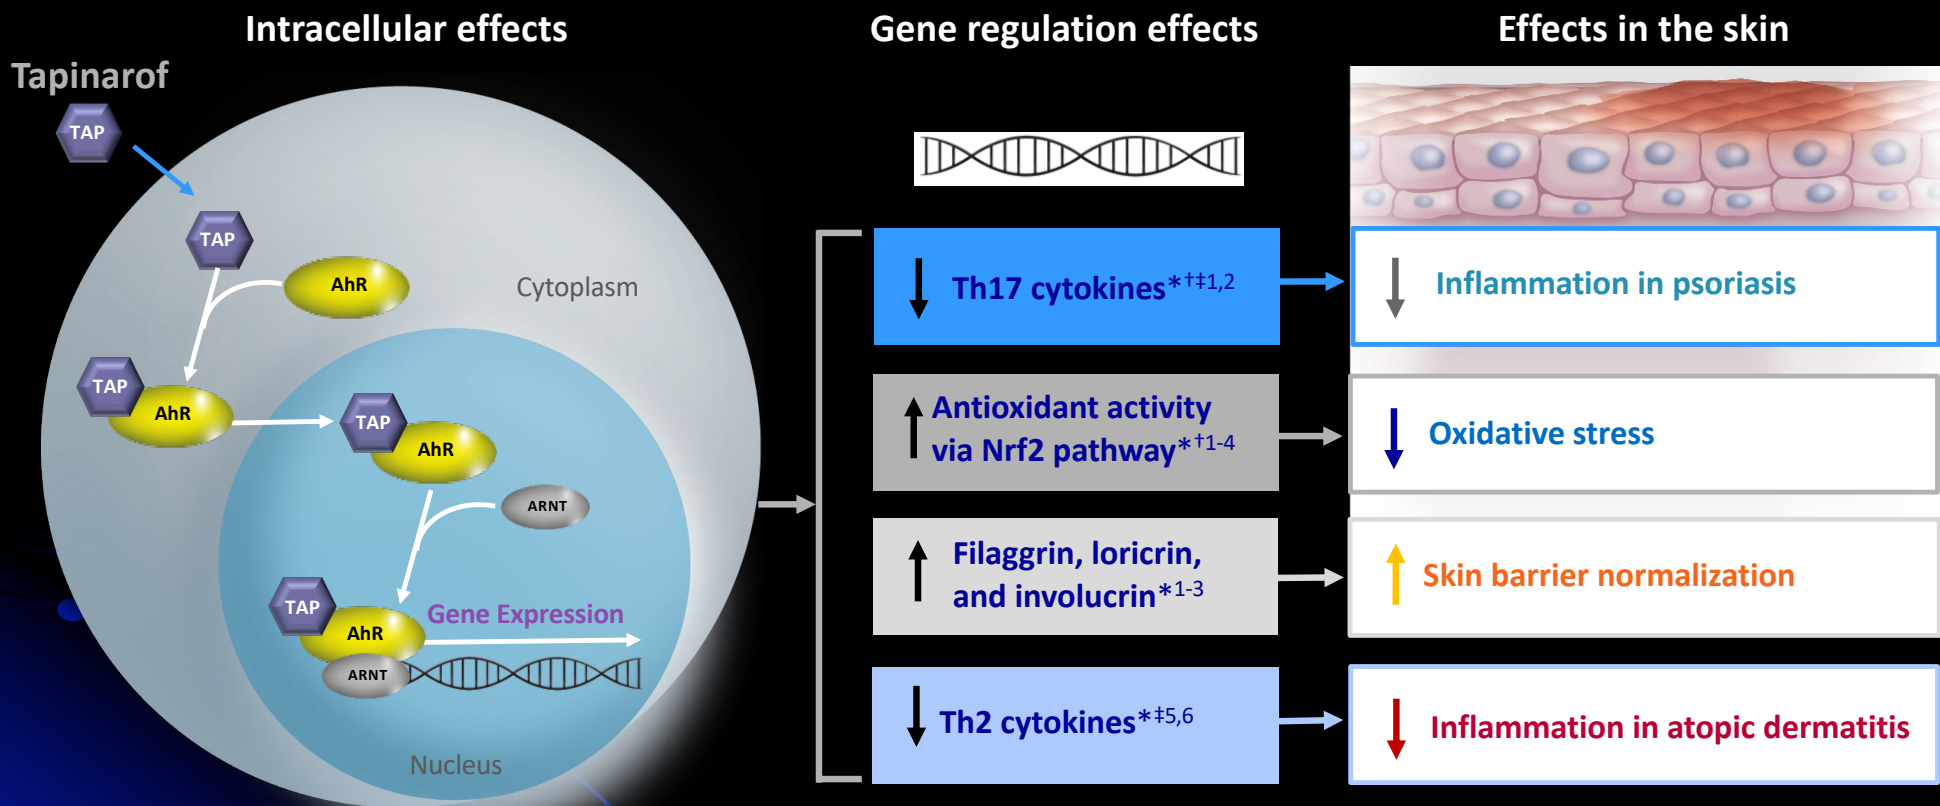 Intracellular effects
Gene regulation effects
Effects in the skin
Tapinarof
TAP
TAP
AhR
Cytoplasm
TAP
AhR
TAP
AhR
ARNT
TAP
AhR
Gene Expression
ARNT
Nucleus
Th17 cytokines*†‡1,2
Inflammation in psoriasis
Antioxidant activity
via Nrf2 pathway*†1-4
Oxidative stress
Filaggrin, loricrin,
and involucrin*1-3
Skin barrier normalization
Th2 cytokines*‡5,6
Inflammation in atopic dermatitis